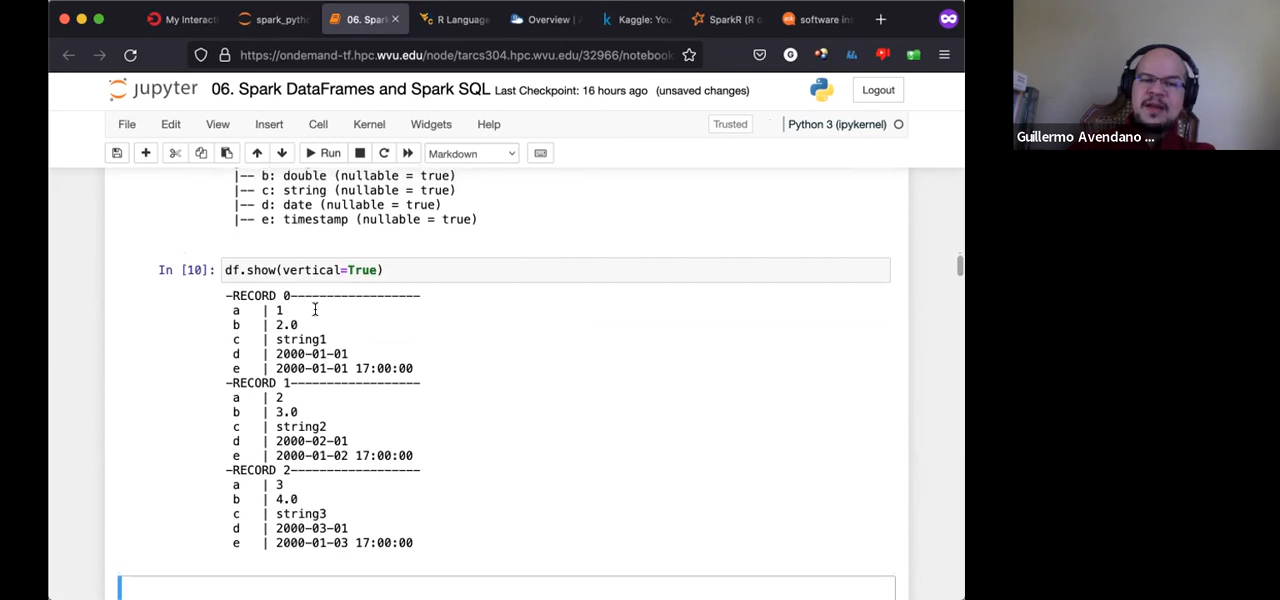 My Interac
spark_pyth
06. Spar
R Language
Overview |
Kaggle: You
SparkR (R o
software in
https://ondemand-tf.hpc.wvu.edu/node/tarcs304.hpc.wvu.edu/32966/notebook
jupyter 06. Spark DataFrames and Spark SQL Last Checkpoint: 16 hours ago (unsaved changes)
Logout
File Edit View Insert Cell Kernel Widgets Help
Trusted
Python 3 (ipykernel)
Run
Markdown
|-- b: double (nullable = true)
|-- c: string (nullable = true)
|-- d: date (nullable = true)
|-- e: timestamp (nullable = true)
In [10]: df.show(vertical=True)
-RECORD 0------------------
a | 1
b | 2.0
c | string1
d | 2000-01-01
e | 2000-01-01 17:00:00
-RECORD 1------------------
a | 2
b | 3.0
c | string2
d | 2000-02-01
e | 2000-01-02 17:00:00
-RECORD 2------------------
a | 3
b | 4.0
c | string3
d | 2000-03-01
e | 2000-01-03 17:00:00
Guillermo Avendano ...